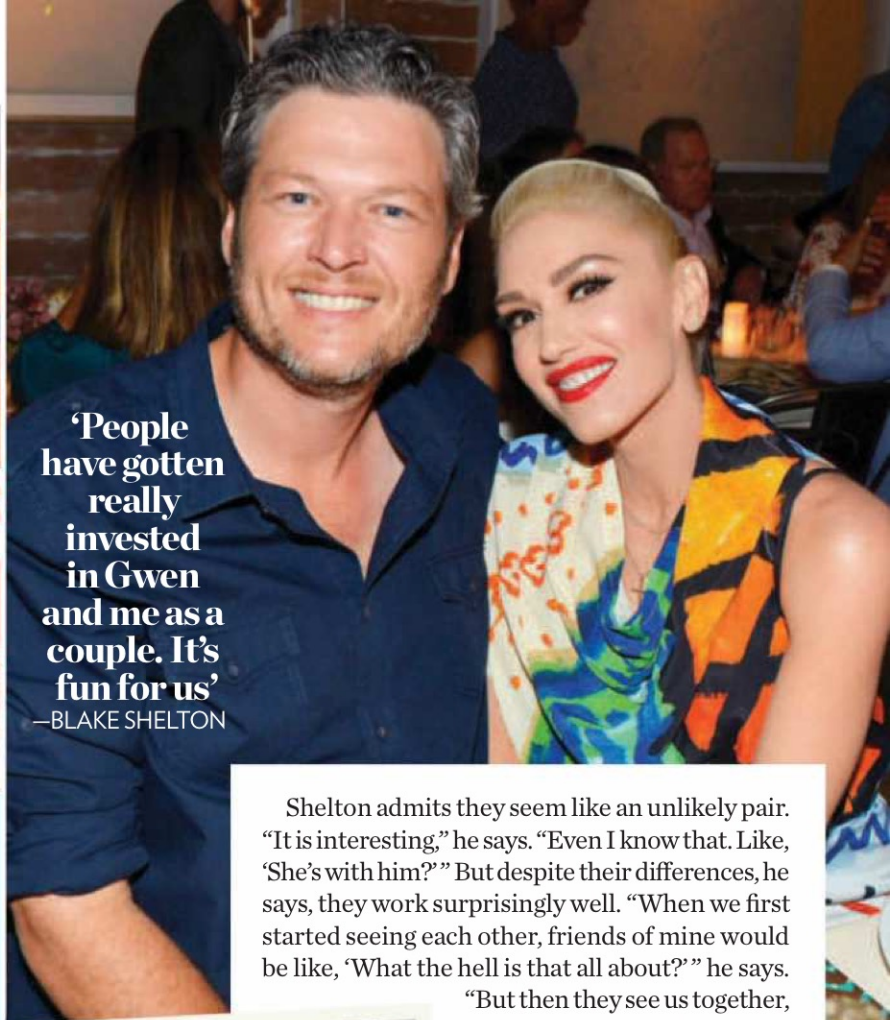 ‘People
have gotten
really
invested
in Gwen
and me as a
couple. It’s
fun for us’
—BLAKE SHELTON
Shelton admits they seem like an unlikely pair.
“It is interesting,” he says. “Even I know that. Like,
‘She’s with him?’ ” But despite their differences, he
says, they work surprisingly well. “When we first
started seeing each other, friends of mine would
be like, ‘What the hell is that all about?’ ” he says.
“But then they see us together,